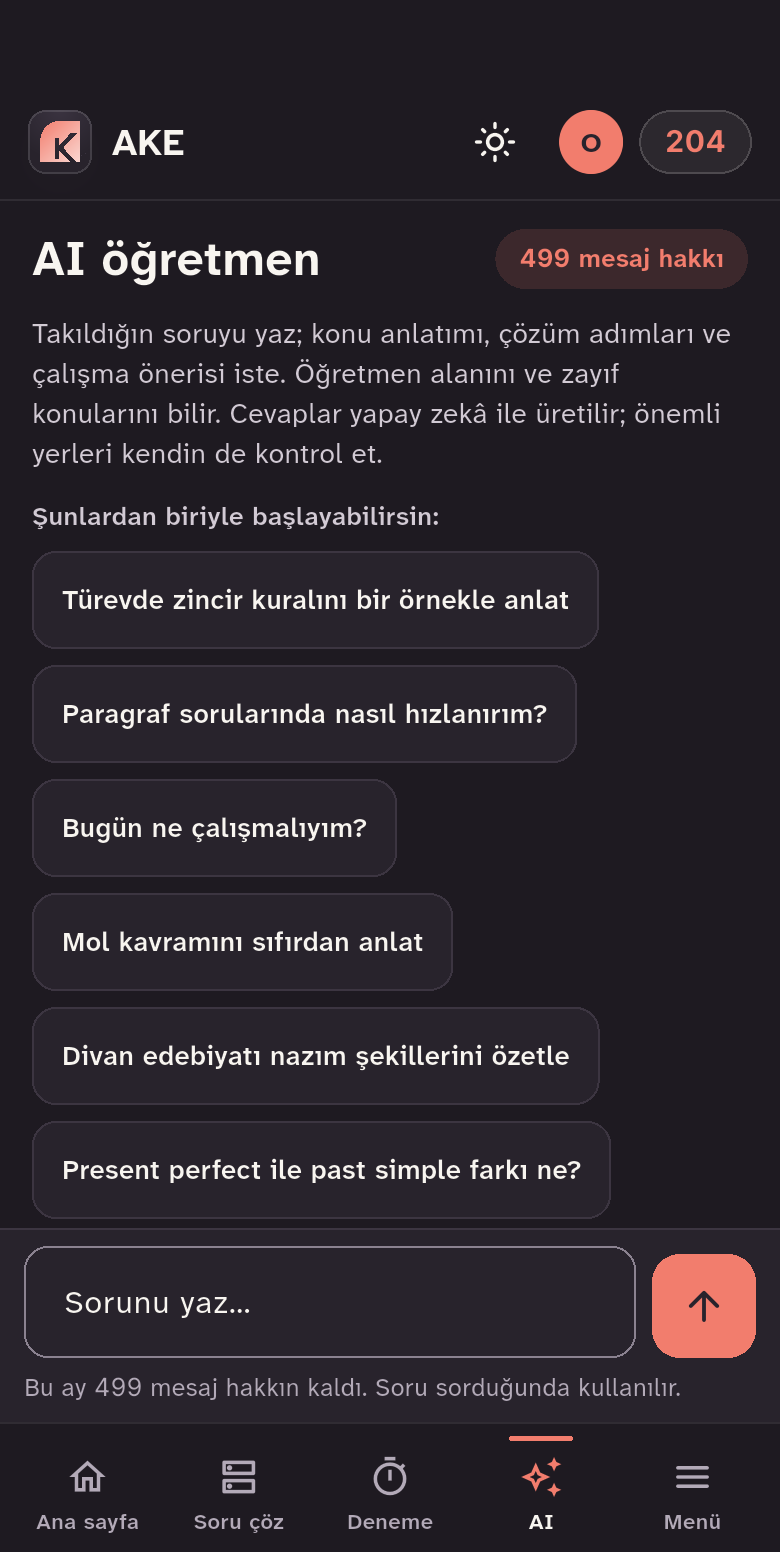 K AKE O 204
AI öğretmen 499 mesaj hakkı
Takıldığın soruyu yaz; konu anlatımı, çözüm adımları ve
çalışma önerisi iste. Öğretmen alanını ve zayıf
konularını bilir. Cevaplar yapay zekâ ile üretilir; önemli
yerleri kendin de kontrol et.
Şunlardan biriyle başlayabilirsin:
Türevde zincir kuralını bir örnekle anlat
Paragraf sorularında nasıl hızlanırım?
Bugün ne çalışmalıyım?
Mol kavramını sıfırdan anlat
Divan edebiyatı nazım şekillerini özetle
Present perfect ile past simple farkı ne?
Sorunu yaz...
Bu ay 499 mesaj hakkın kaldı. Soru sorduğunda kullanılır.
Ana sayfa Soru çöz Deneme AI Menü